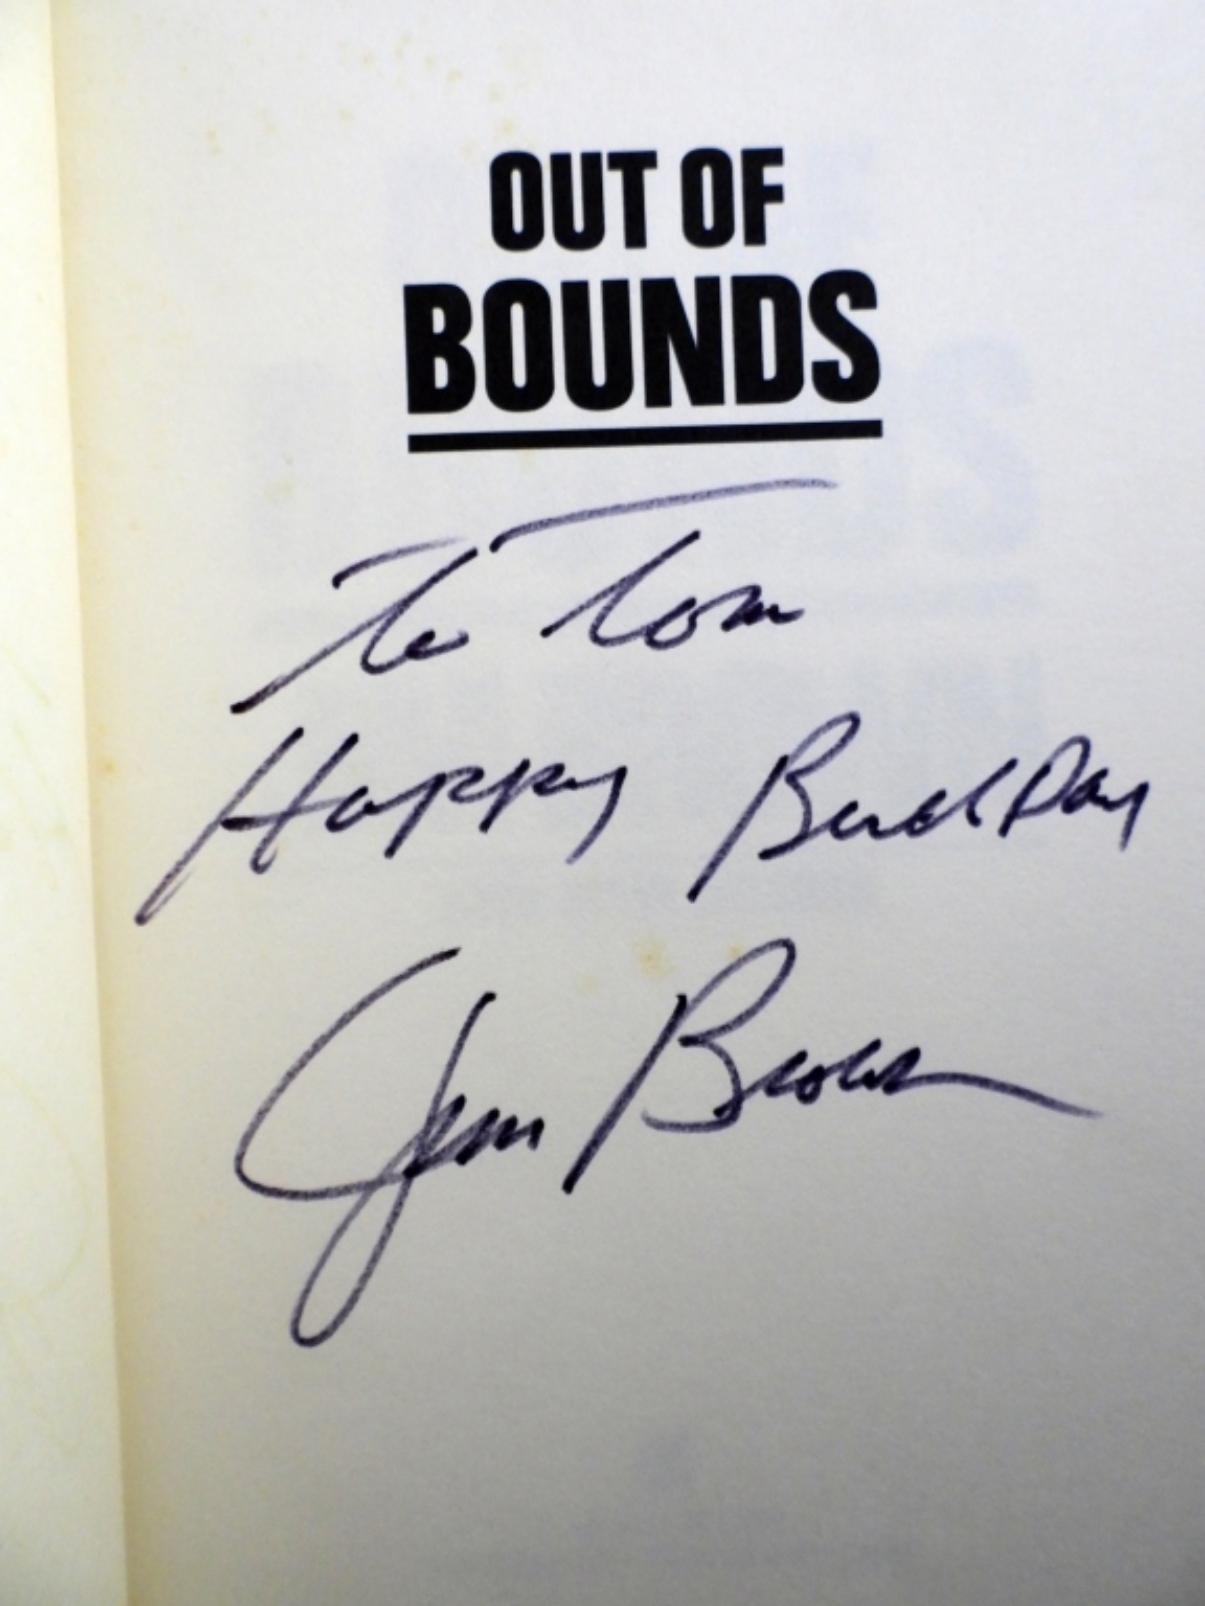 OUT OF
BOUNDS
To Tom
Happy BirthDay
Jim Brown